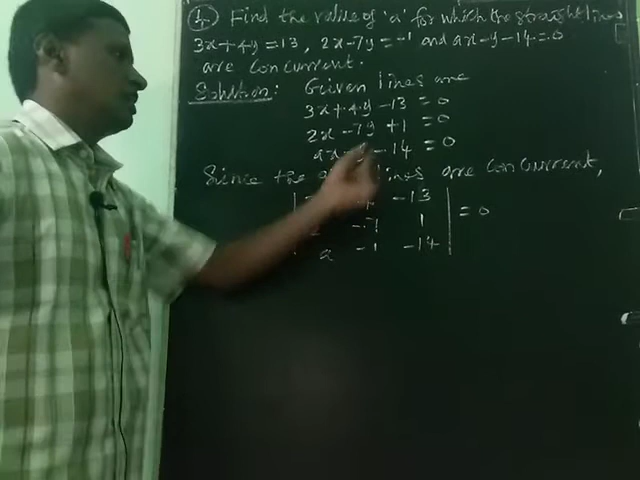 4. Find the value of 'a' for which the straight lines
3x+4y=13, 2x-7y=-1 and ax-y-14=0
are concurrent.
Solution: Given lines are
3x+4y-13=0
2x-7y+1=0
ax-y-14=0
Since the lines are concurrent,
-13
-7 1 =0
a -1 -14